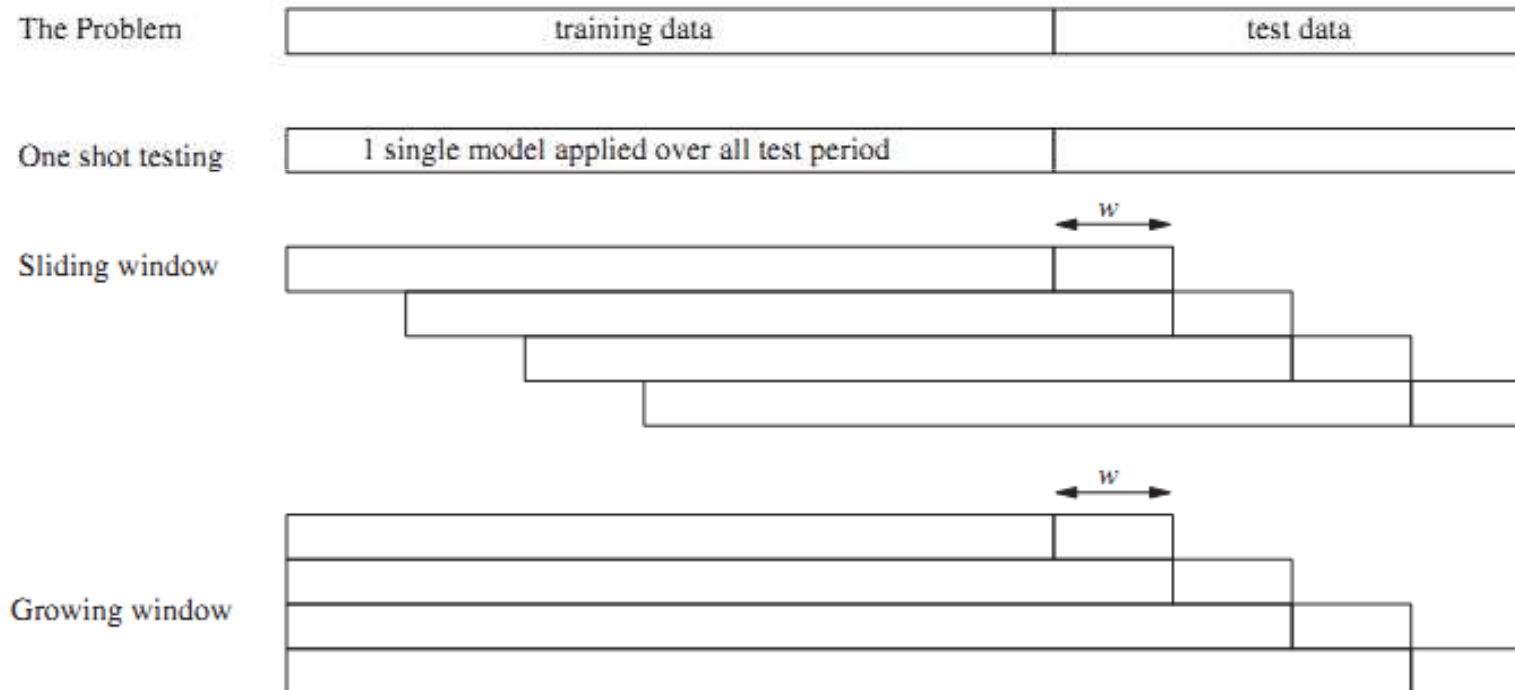 The Problem training data test data
One shot testing 1 single model applied over all test period
w
Sliding window
w
Growing window